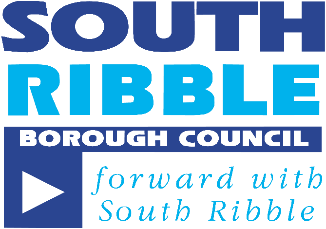 SOUTH
RIBBLE
BOROUGH COUNCIL
forward with
South Ribble